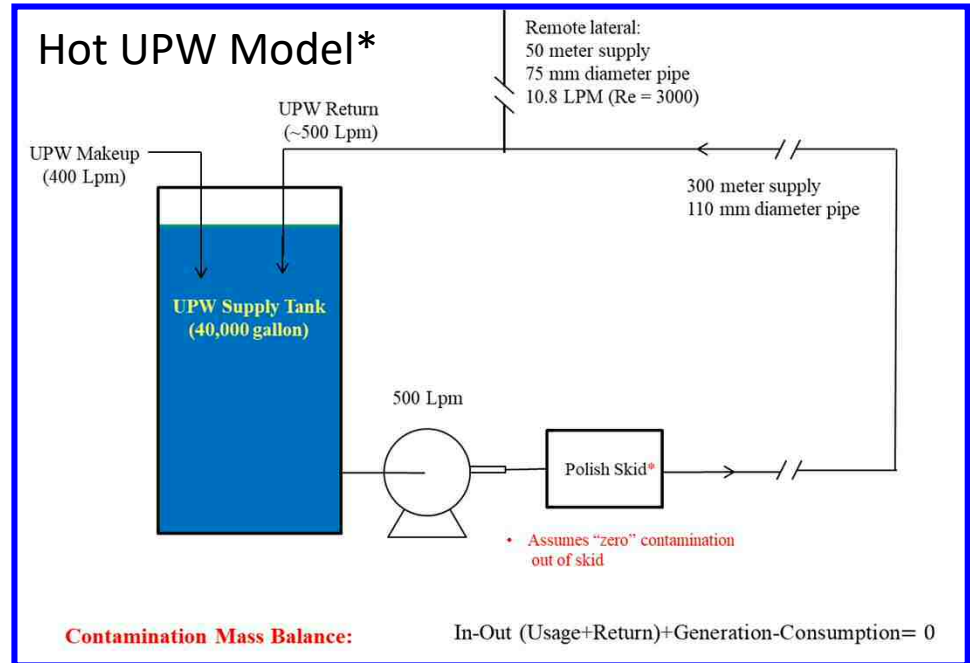 Hot UPW Model*
Remote lateral:
50 meter supply
75 mm diameter pipe
10.8 LPM (Re = 3000)
UPW Return
(~500 Lpm)
UPW Makeup
(400 Lpm)
300 meter supply
110 mm diameter pipe
UPW Supply Tank
(40,000 gallon)
500 Lpm
Polish Skid*
• Assumes “zero” contamination
out of skid
Contamination Mass Balance:
In-Out (Usage+Return)+Generation-Consumption= 0